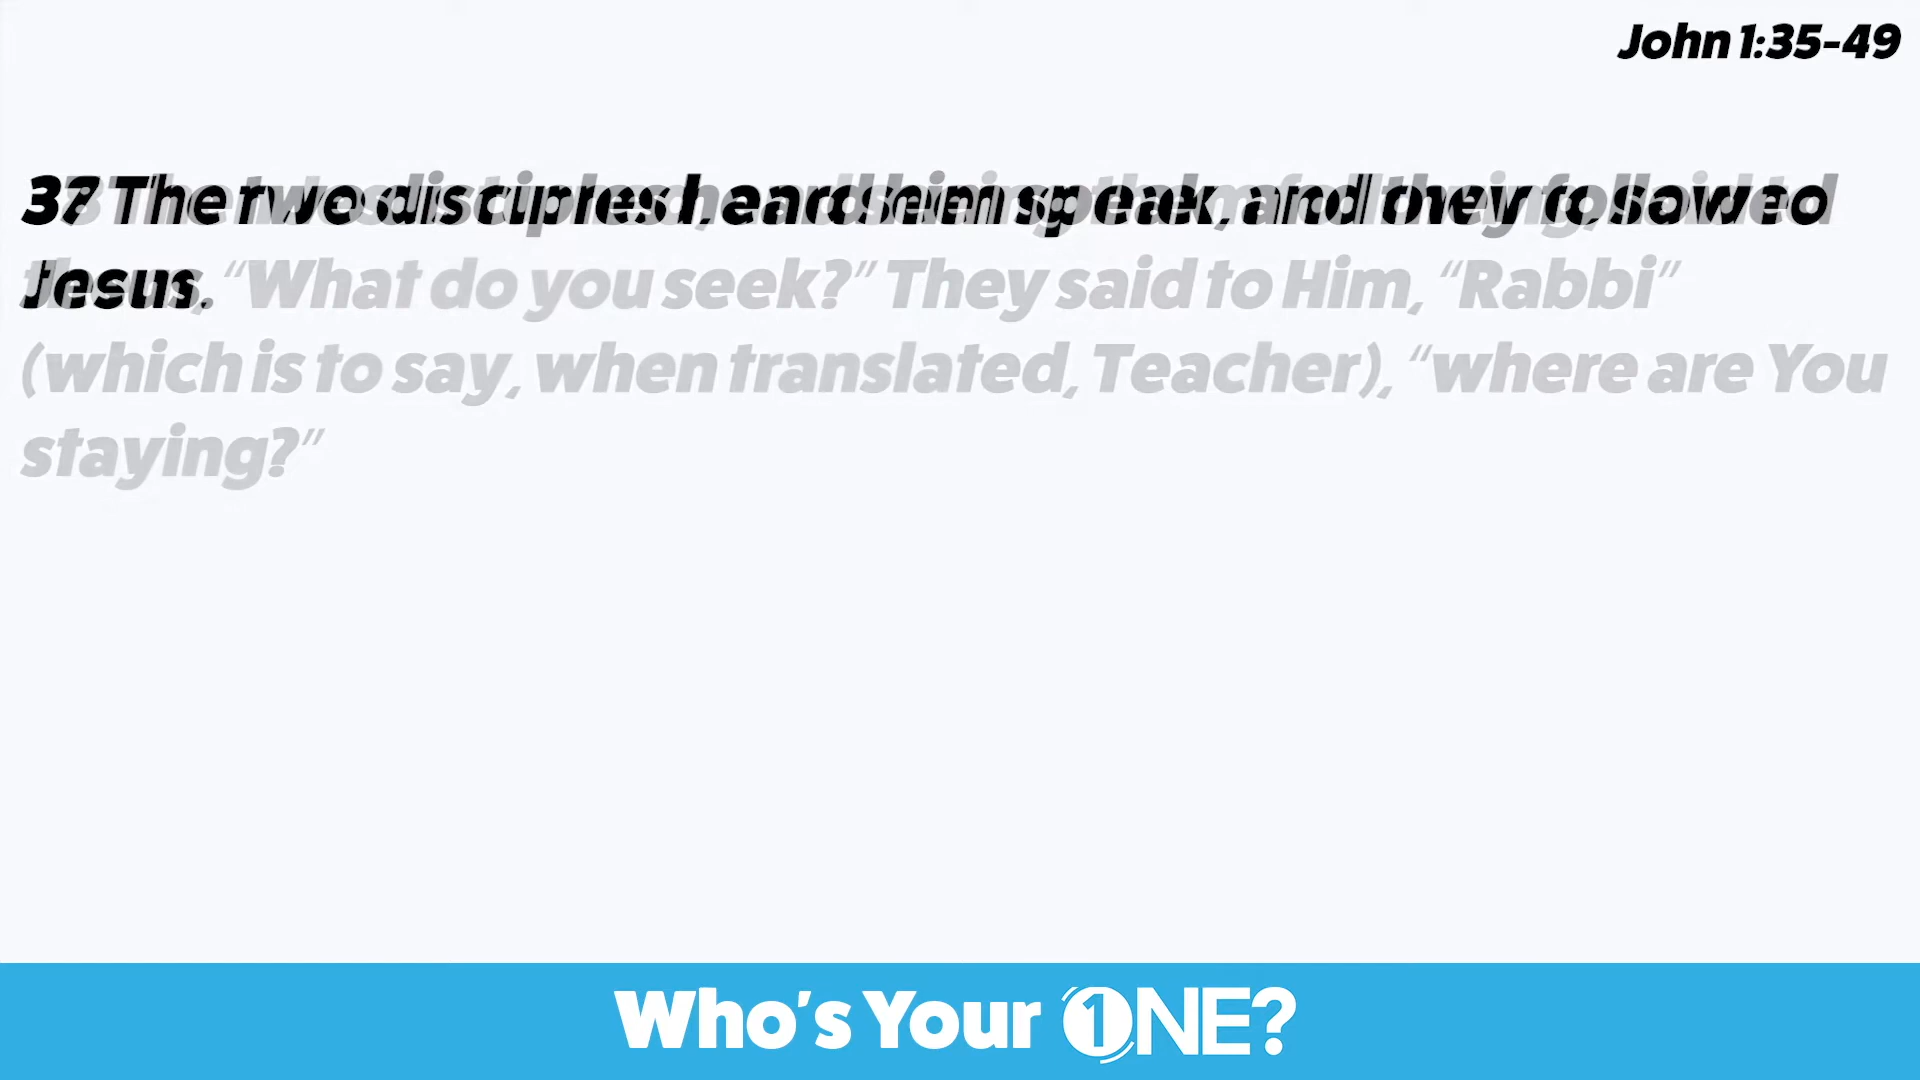 John 1:35-49
37 The two disciples heard him speak, and they followed
Jesus. “What do you seek?” They said to Him, “Rabbi”
(which is to say, when translated, Teacher), “where are You
staying?”
Who's Your ONE?